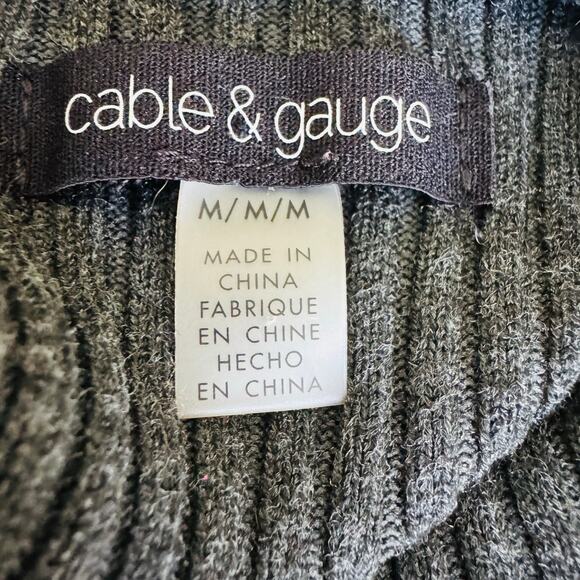 cable & gauge
M/M/M
MADE IN
CHINA
FABRIQUE
EN CHINE
HECHO
EN CHINA